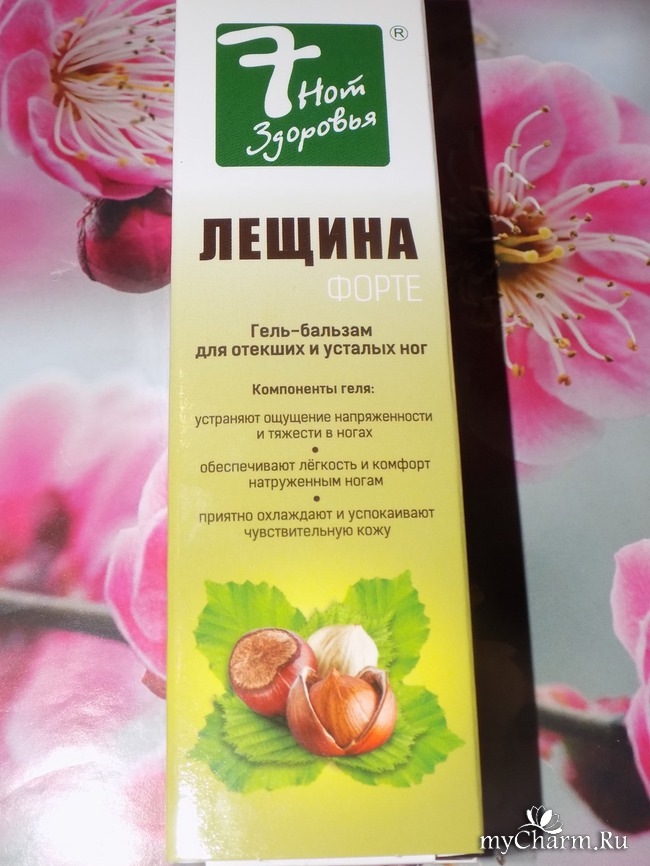 7 Нот
Здоровья
®
ЛЕЩИНА
ФОРТЕ
Гель-бальзам
для отекших и усталых ног
Компоненты геля:
устраняют ощущение напряженности
и тяжести в ногах
•
обеспечивают лёгкость и комфорт
натруженным ногам
•
приятно охлаждают и успокаивают
чувствительную кожу
myCharm.Ru